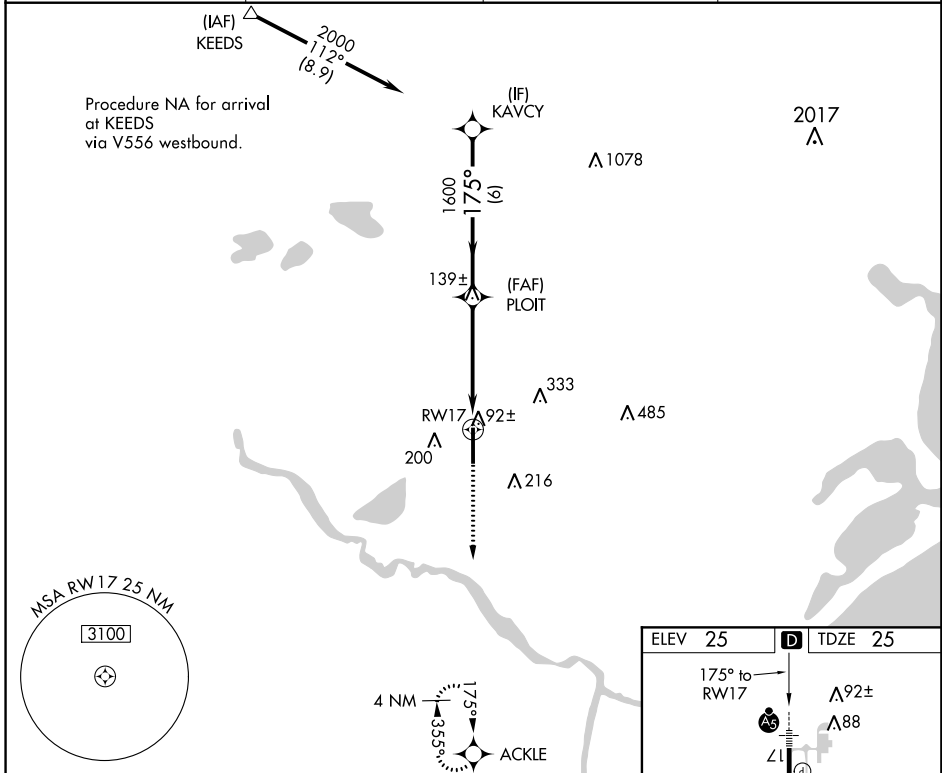 (IAF)
KEEDS
2000
112°
(8.9)
Procedure NA for arrival
at KEEDS
via V556 westbound.
(IF)
KAVCY
2017
1078
1600
175°
(6)
139±
(FAF)
PLOIT
333
RW17
92±
485
200
216
MSA RW17 25 NM
3100
4 NM
175°
355°
ACKLE
ELEV 25
D
TDZE 25
175° to
RW17
92±
A5
88
17
d